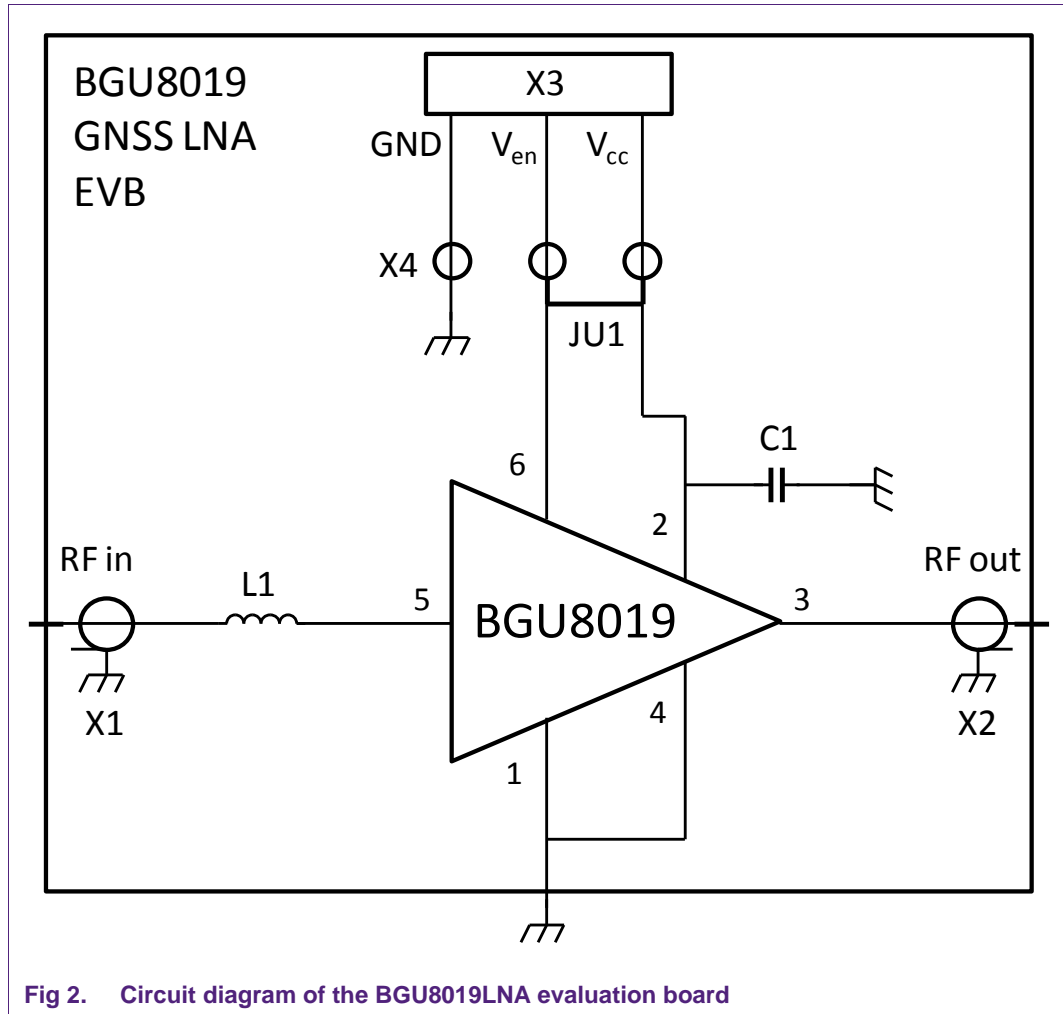 BGU8019
GNSS LNA
EVB
X3
GND
Ven
Vcc
X4
JU1
C1
6
2
RF in
L1
5
BGU8019
3
RF out
X1
4
X2
1
Fig 2. Circuit diagram of the BGU8019LNA evaluation board